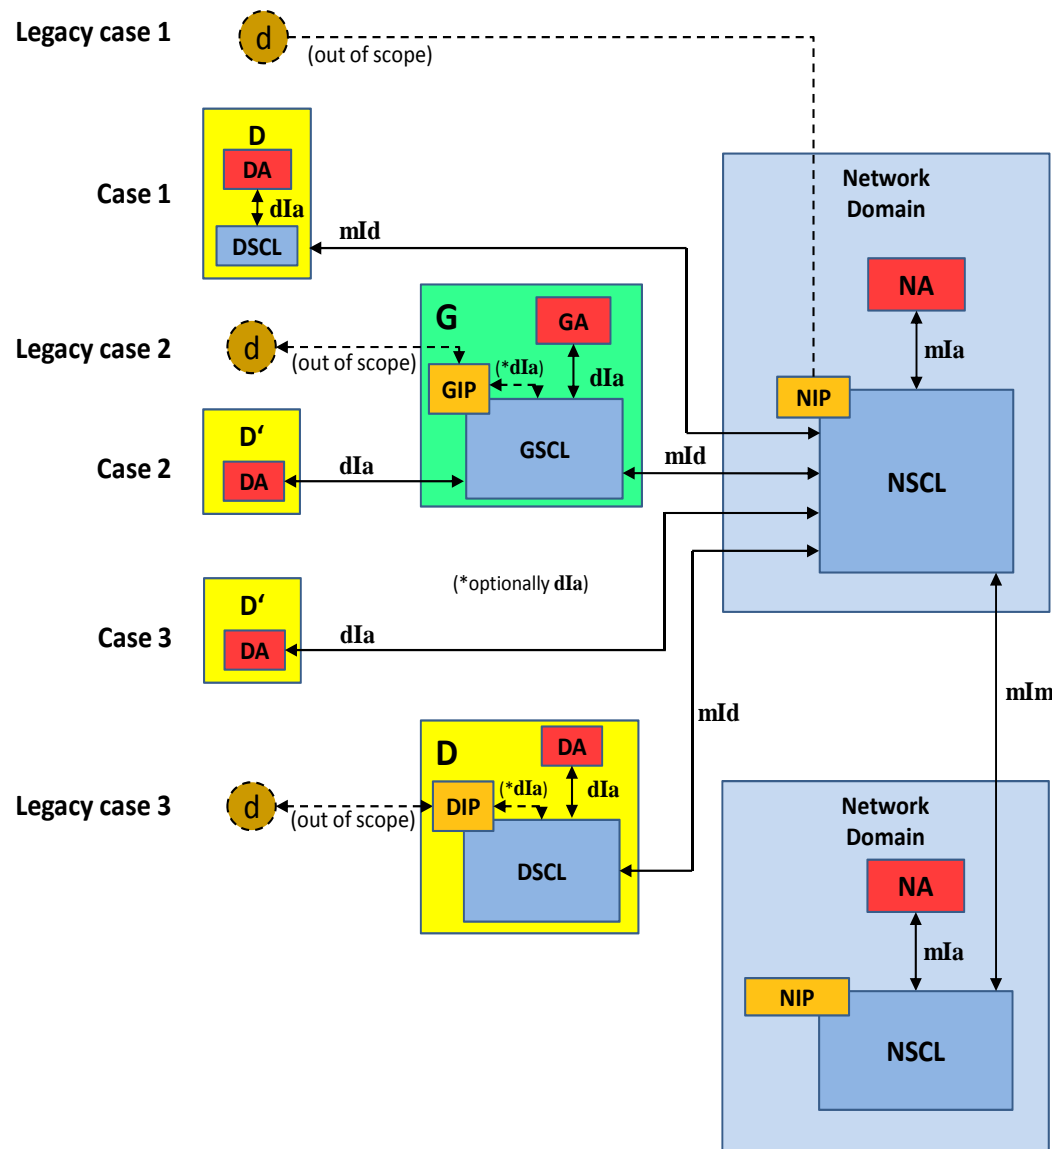 Legacy case 1
d
(out of scope)
Case 1
D
DA
dIa
DSCL
mId
Network
Domain
NA
mIa
NIP
NSCL
Legacy case 2
d
(out of scope)
G
GA
GIP
(*dIa)
dIa
GSCL
mId
Case 2
D‘
DA
dIa
(*optionally dIa)
Case 3
D‘
DA
dIa
mId
mIm
Legacy case 3
d
(out of scope)
D
DA
DIP
(*dIa)
dIa
DSCL
Network
Domain
NA
mIa
NIP
NSCL